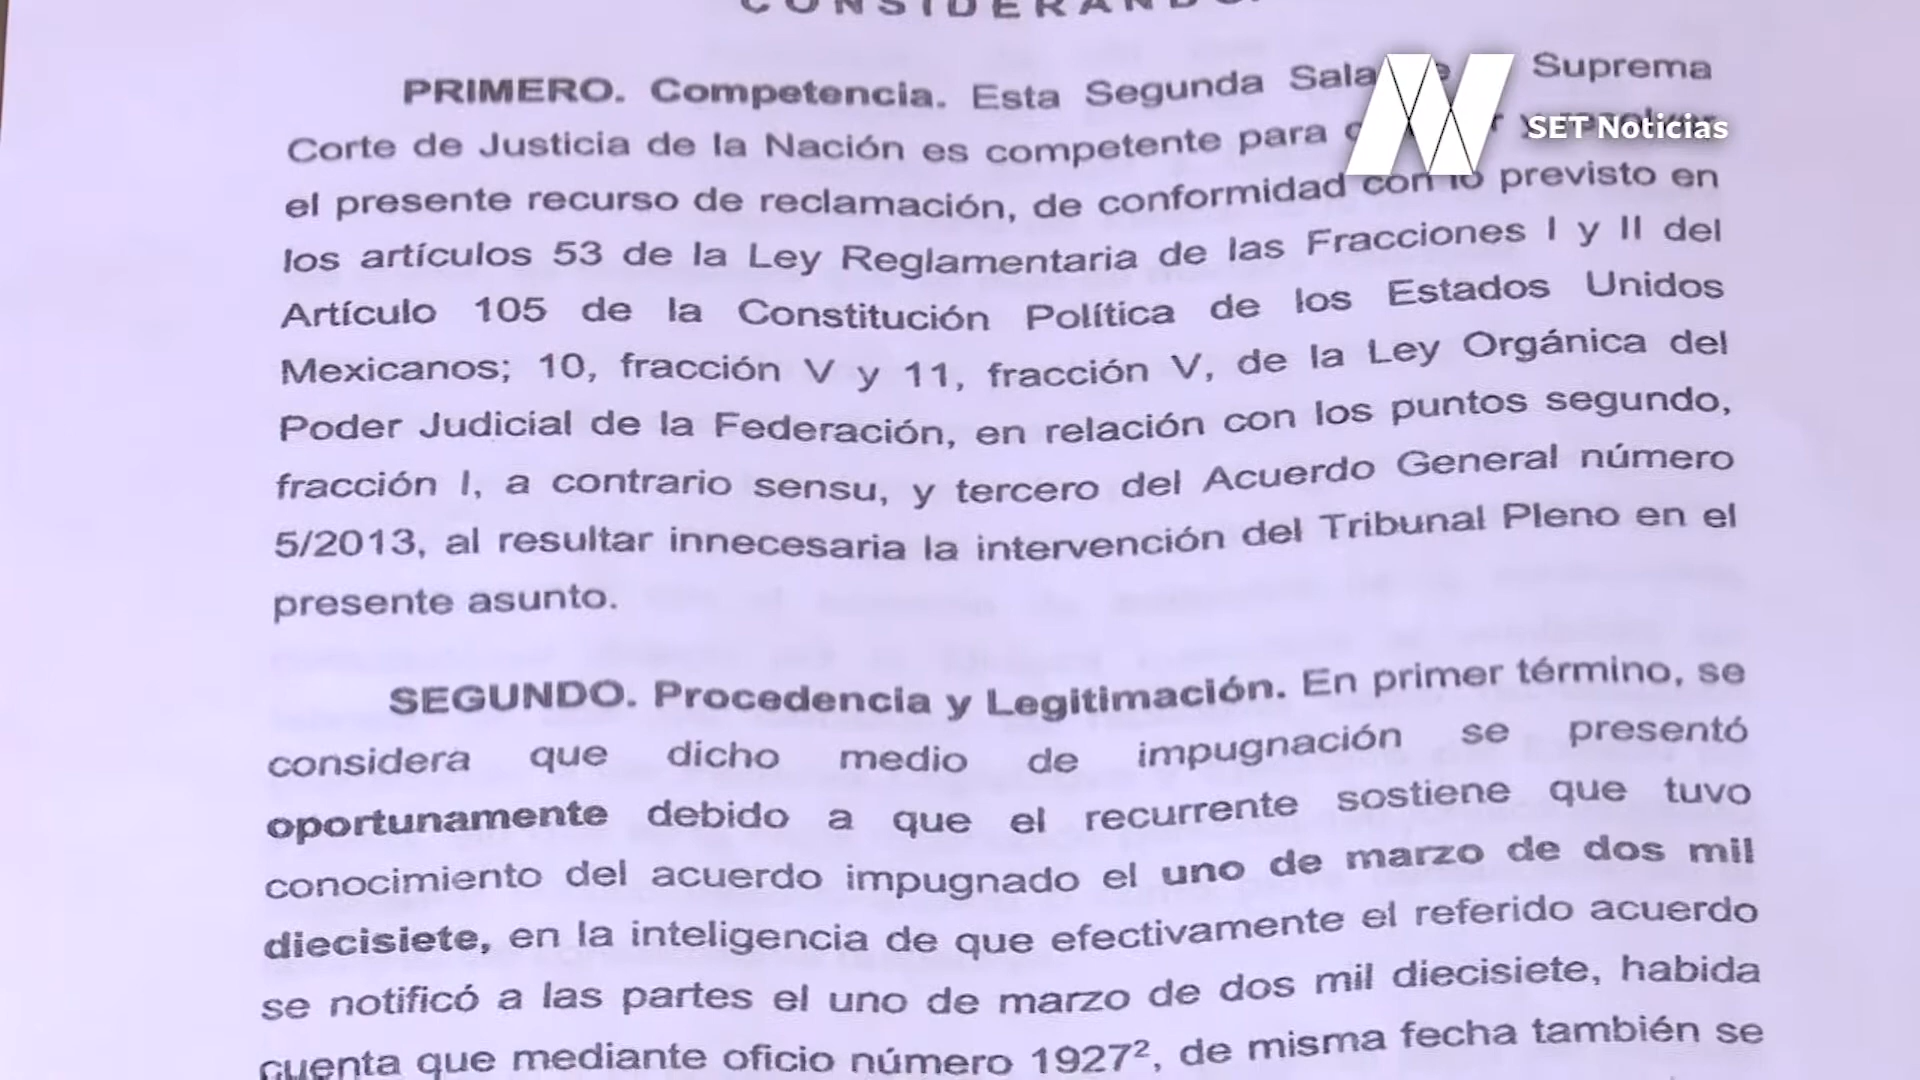 CONSIDERANDO
PRIMERO. Competencia. Esta Segunda Sala Suprema
Corte de Justicia de la Nación es competente para y
SET Noticias
el presente recurso de reclamación, de conformidad con lo previsto en
los artículos 53 de la Ley Reglamentaria de las Fracciones I y II del
Artículo 105 de la Constitución Política de los Estados Unidos
Mexicanos; 10, fracción V y 11, fracción V, de la Ley Orgánica del
Poder Judicial de la Federación, en relación con los puntos segundo,
fracción I, a contrario sensu, y tercero del Acuerdo General número
5/2013, al resultar innecesaria la intervención del Tribunal Pleno en el
presente asunto.
SEGUNDO. Procedencia y Legitimación. En primer término, se
considera que dicho medio de impugnación se presentó
oportunamente debido a que el recurrente sostiene que tuvo
conocimiento del acuerdo impugnado el uno de marzo de dos mil
diecisiete, en la inteligencia de que efectivamente el referido acuerdo
se notificó a las partes el uno de marzo de dos mil diecisiete, habida
cuenta que mediante oficio número 1927², de misma fecha también se